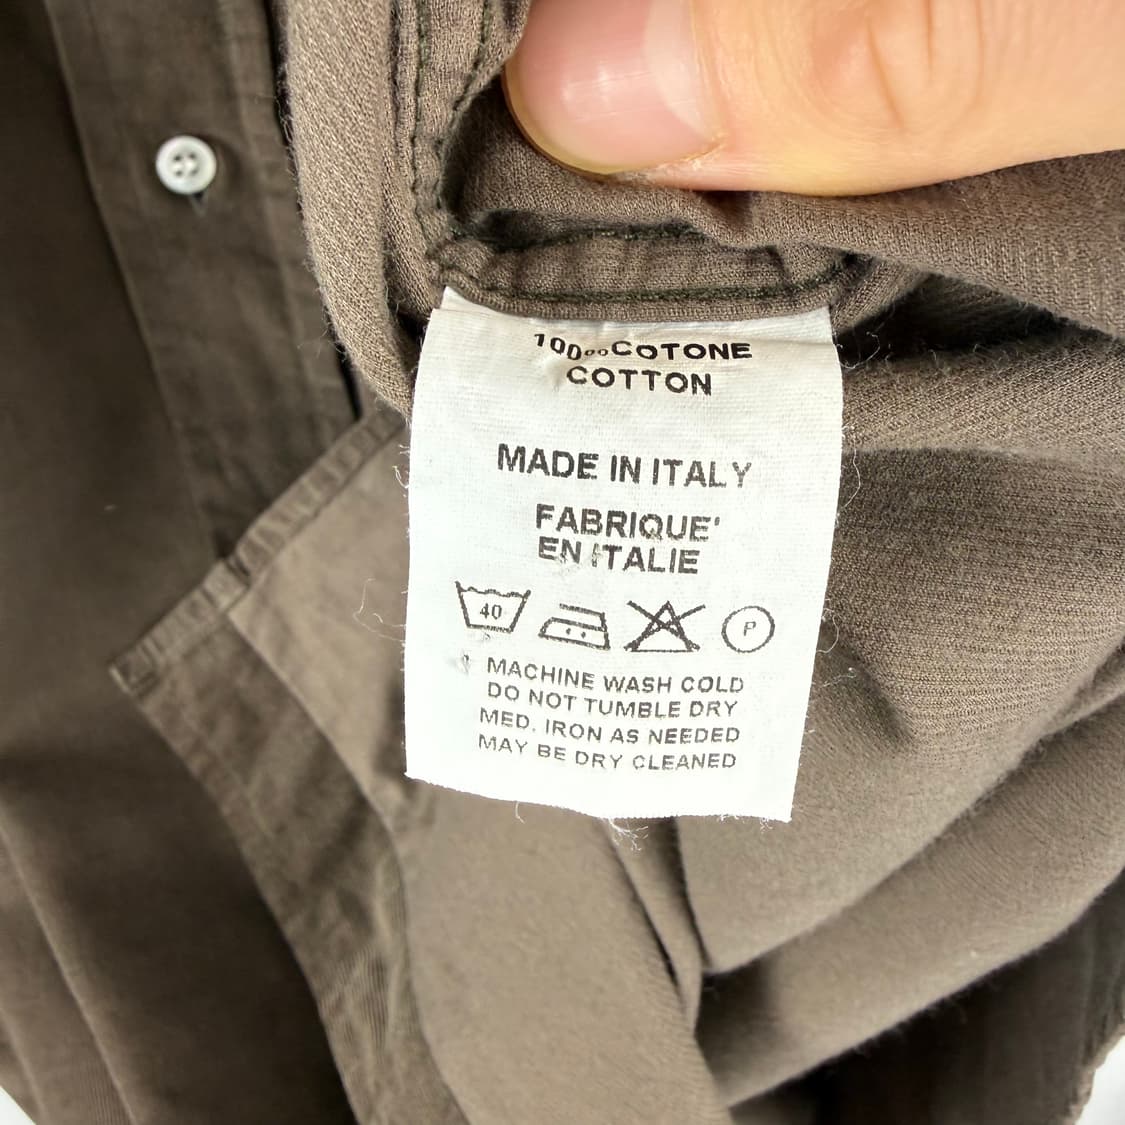 100%COTONE
COTTON
MADE IN ITALY
FABRIQUE'
EN ITALIE
40 P
MACHINE WASH COLD
DO NOT TUMBLE DRY
MED. IRON AS NEEDED
MAY BE DRY CLEANED